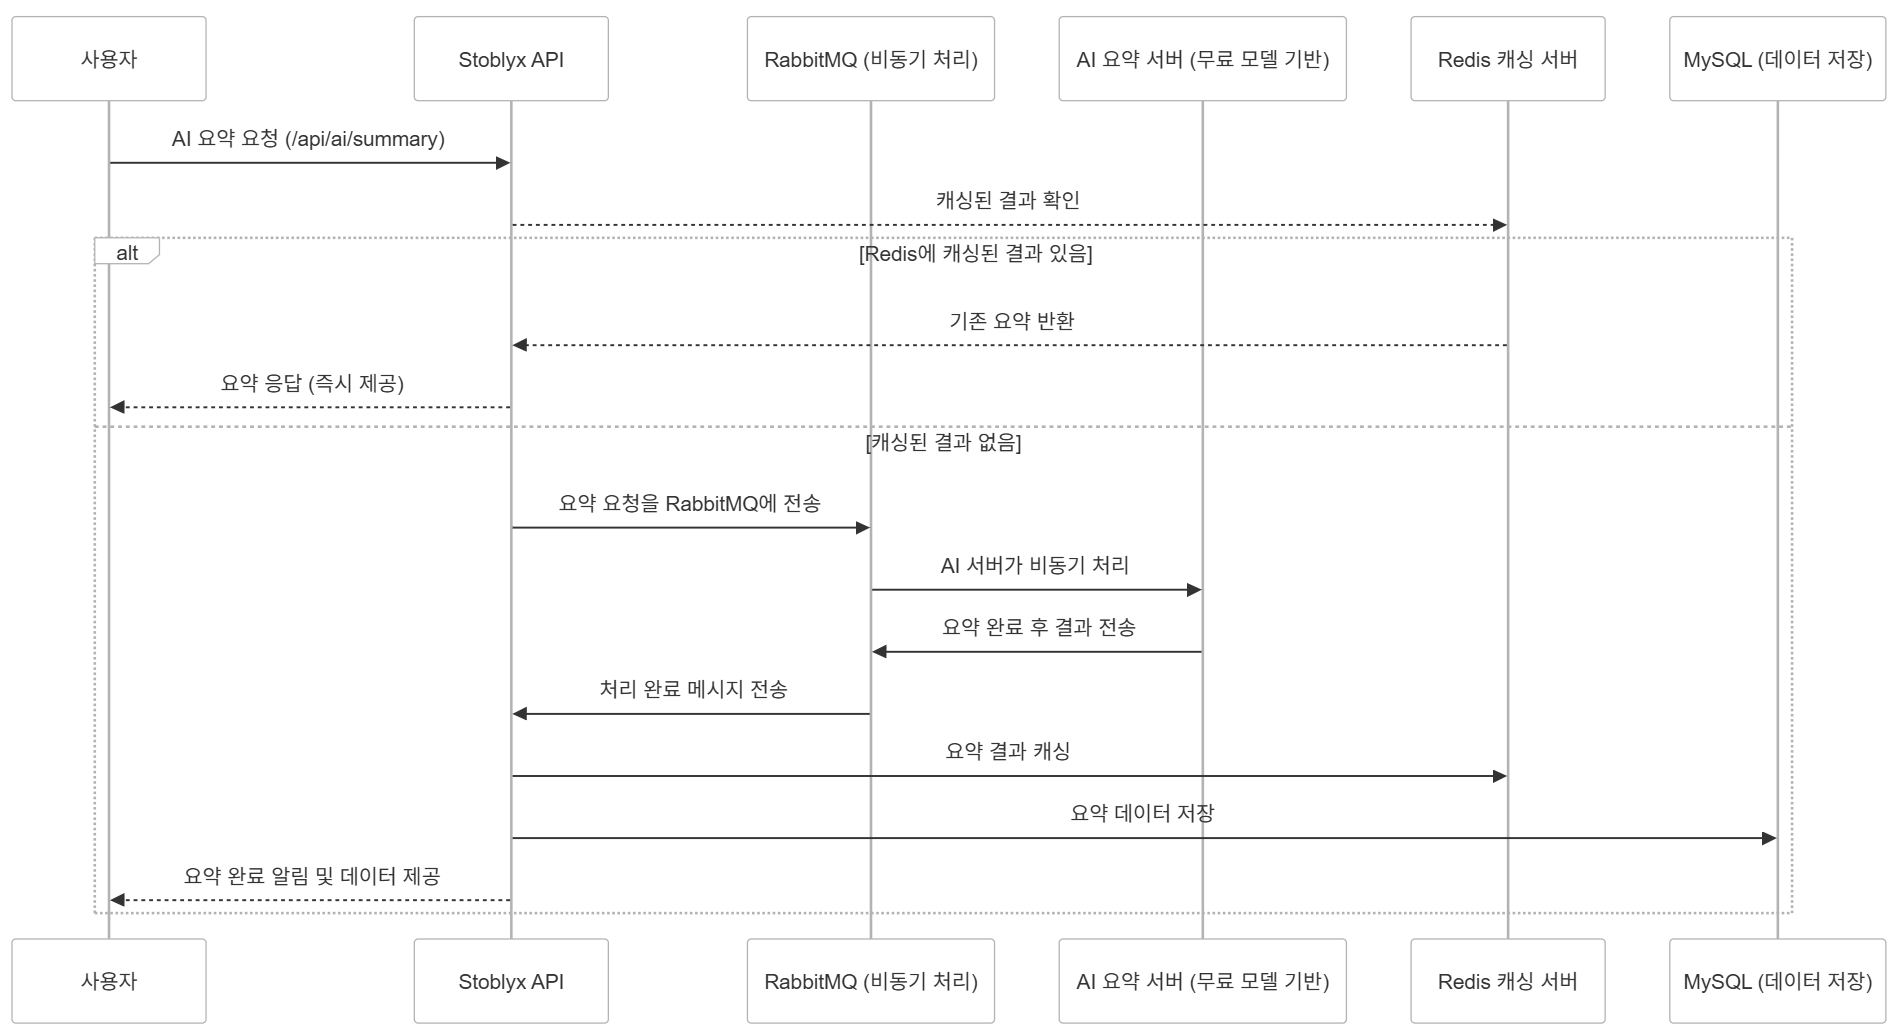 사용자
Stoblyx API
RabbitMQ (비동기 처리)
AI 요약 서버 (무료 모델 기반)
Redis 캐싱 서버
MySQL (데이터 저장)
AI 요약 요청 (/api/ai/summary)
캐싱된 결과 확인
alt
[Redis에 캐싱된 결과 있음]
기존 요약 반환
요약 응답 (즉시 제공)
[캐싱된 결과 없음]
요약 요청을 RabbitMQ에 전송
AI 서버가 비동기 처리
요약 완료 후 결과 전송
처리 완료 메시지 전송
요약 결과 캐싱
요약 데이터 저장
요약 완료 알림 및 데이터 제공
사용자
Stoblyx API
RabbitMQ (비동기 처리)
AI 요약 서버 (무료 모델 기반)
Redis 캐싱 서버
MySQL (데이터 저장)